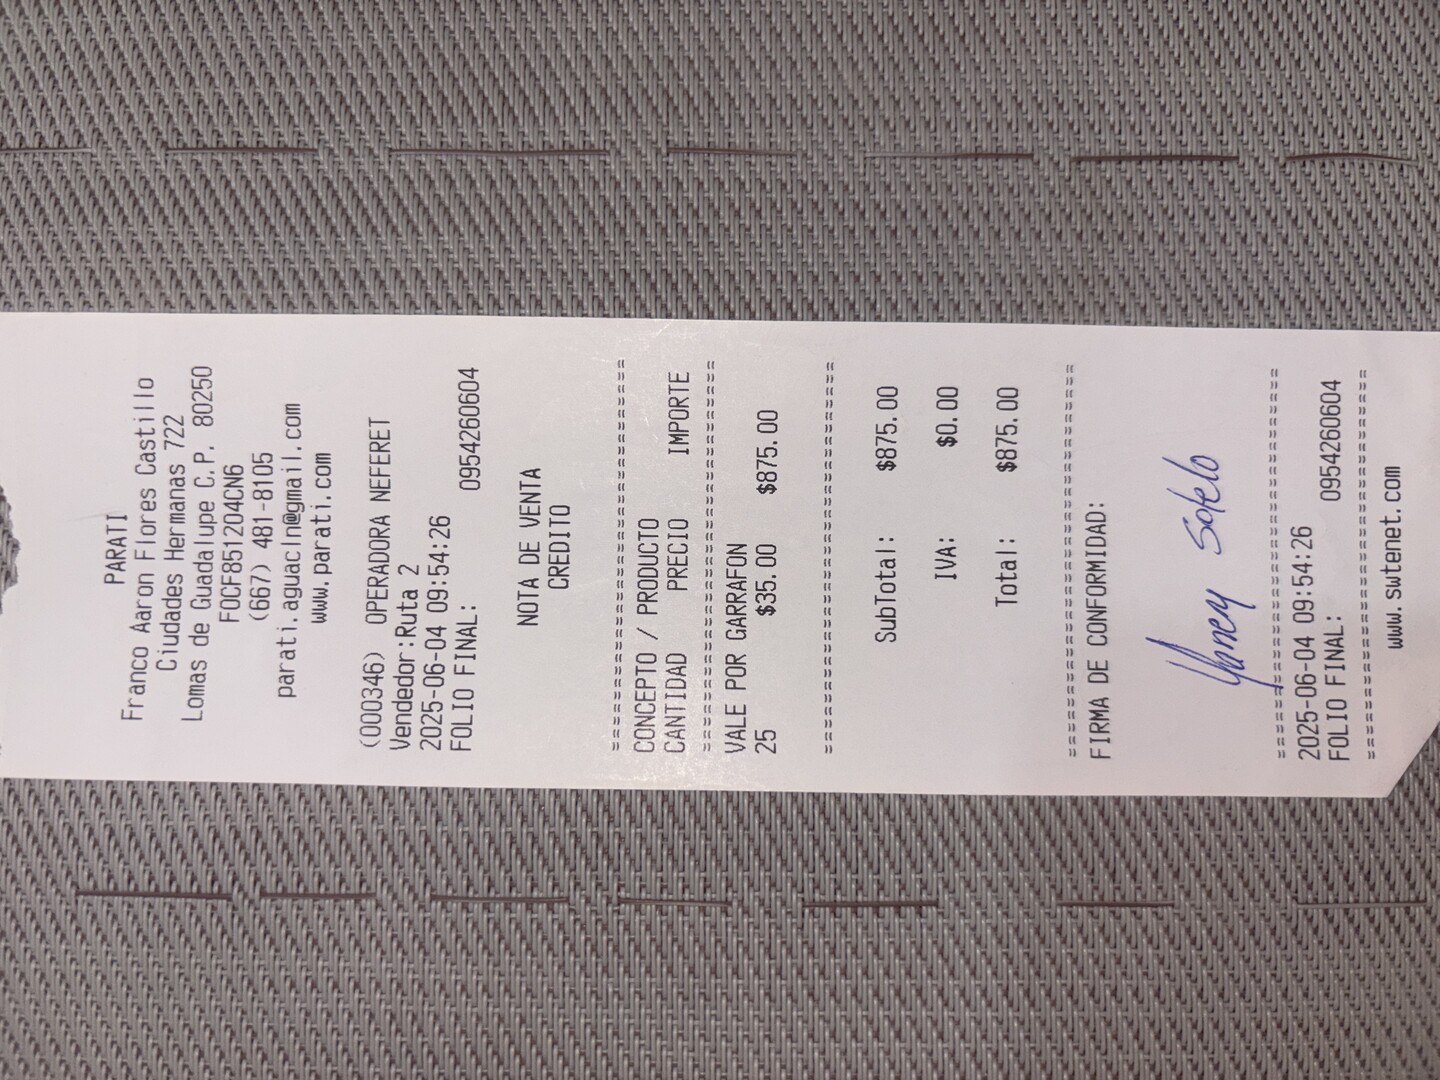 PARATI
Franco Aaron Flores Castillo
Ciudades Hermanas 722
Lomas de Guadalupe C.P. 80250
FOCF851204CN6
(667) 481-8105
parati.aguacln@gmail.com
www.parati.com
(000346) OPERADORA NEFERET
Vendedor:Ruta 2
2025-06-04 09:54:26
FOLIO FINAL: 0954260604
NOTA DE VENTA
CREDITO
==============================
CONCEPTO / PRODUCTO
CANTIDAD PRECIO IMPORTE
==============================
VALE POR GARRAFON
25 $35.00 $875.00
==============================
SubTotal: $875.00
IVA: $0.00
Total: $875.00
==============================
FIRMA DE CONFORMIDAD:
Yancy Sotelo
==============================
2025-06-04 09:54:26
FOLIO FINAL: 0954260604
==============================
www.swtenet.com